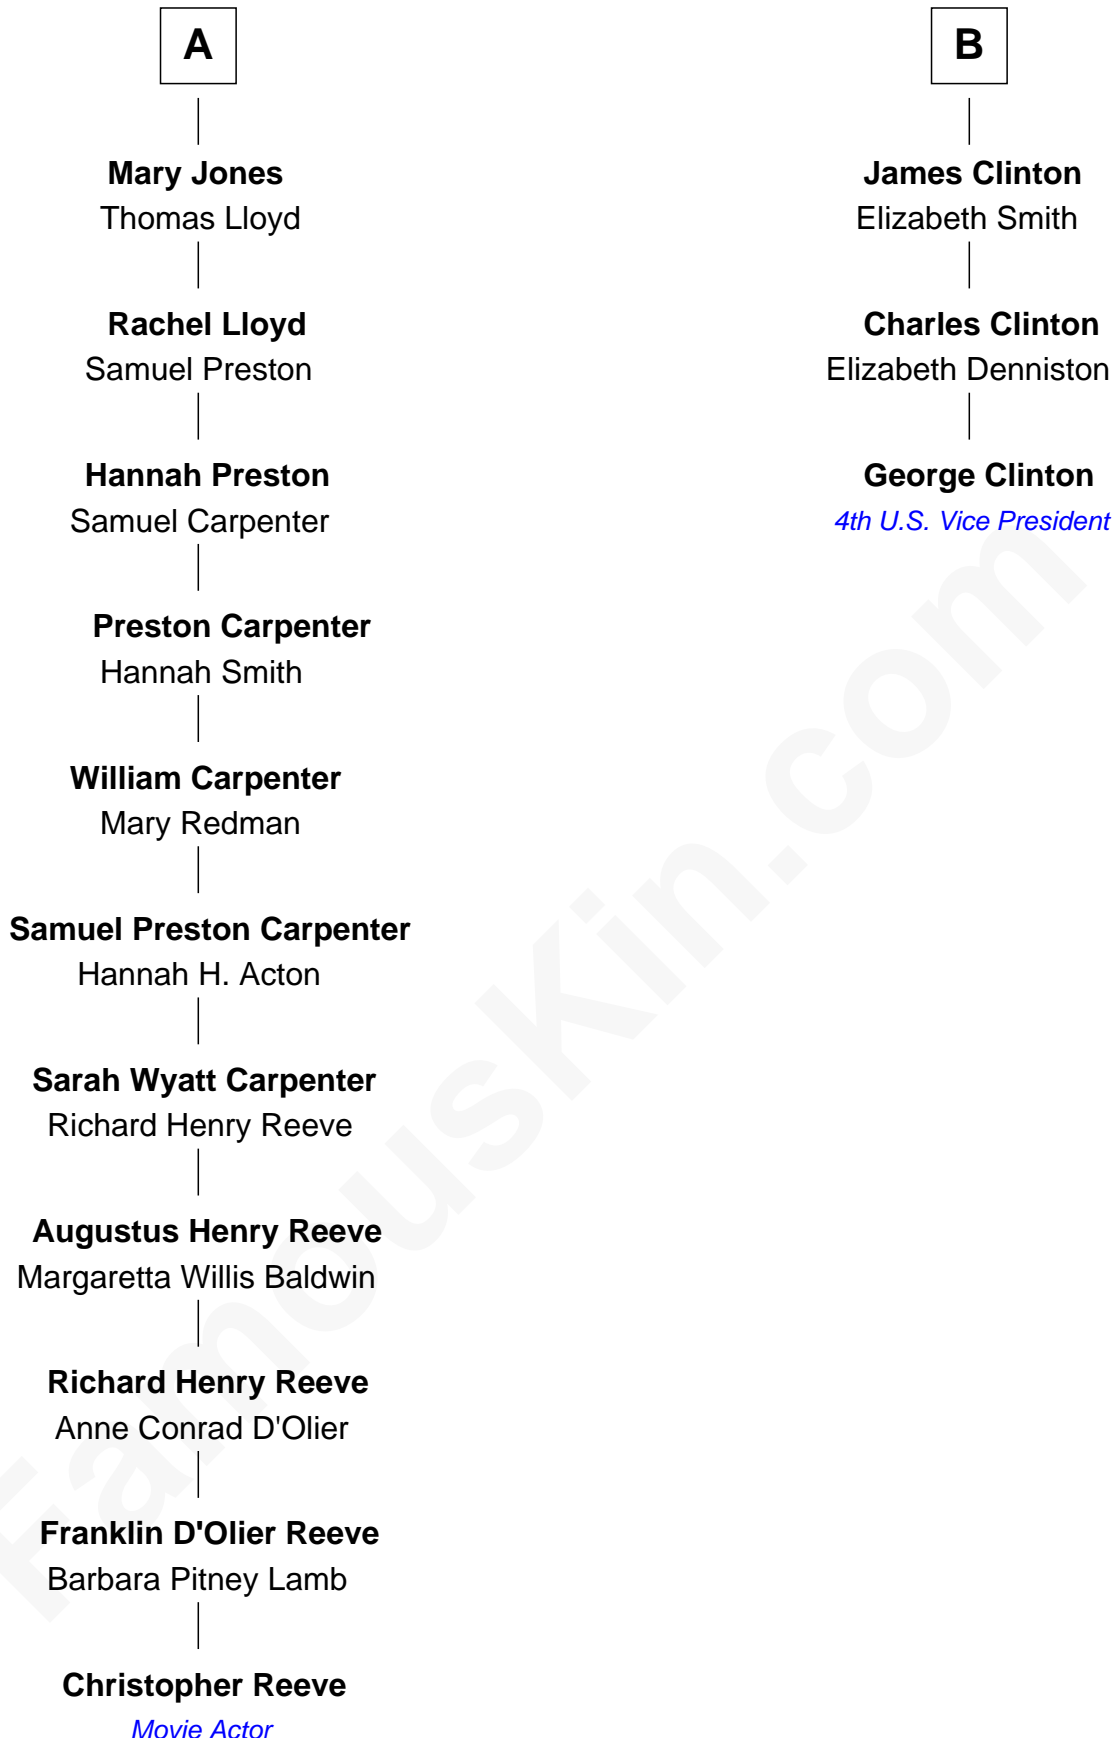 A
Mary Jones
Thomas Lloyd
Rachel Lloyd
Samuel Preston
Hannah Preston
Samuel Carpenter
Preston Carpenter
Hannah Smith
William Carpenter
Mary Redman
Samuel Preston Carpenter
Hannah H. Acton
Sarah Wyatt Carpenter
Richard Henry Reeve
Augustus Henry Reeve
Margaretta Willis Baldwin
Richard Henry Reeve
Anne Conrad D'Olier
Franklin D'Olier Reeve
Barbara Pitney Lamb
Christopher Reeve
Movie Actor
B
James Clinton
Elizabeth Smith
Charles Clinton
Elizabeth Denniston
George Clinton
4th U.S. Vice President
FamousKin.com